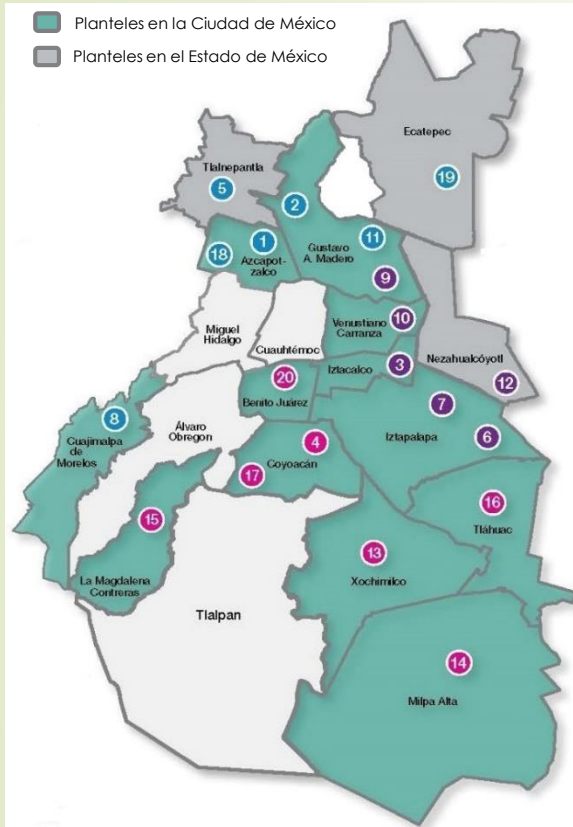 Planteles en la Ciudad de México
Planteles en el Estado de México
Ecatepec
19
Tlalnepantla
5
2
1
18
Azcapot-
zalco
11
Gustavo
A. Madero
9
10
Venustiano
Carranza
Miguel
Hidalgo
Cuauhtémoc
3
Iztacalco
Nezahualcóyotl
12
20
Benito Juárez
7
6
Iztapalapa
8
Cuajimalpa
de
Morelos
Álvaro
Obregon
4
Coyoacán
17
16
Tláhuac
15
La Magdalena
Contreras
13
Xochimilco
Tlalpan
14
Milpa Alta